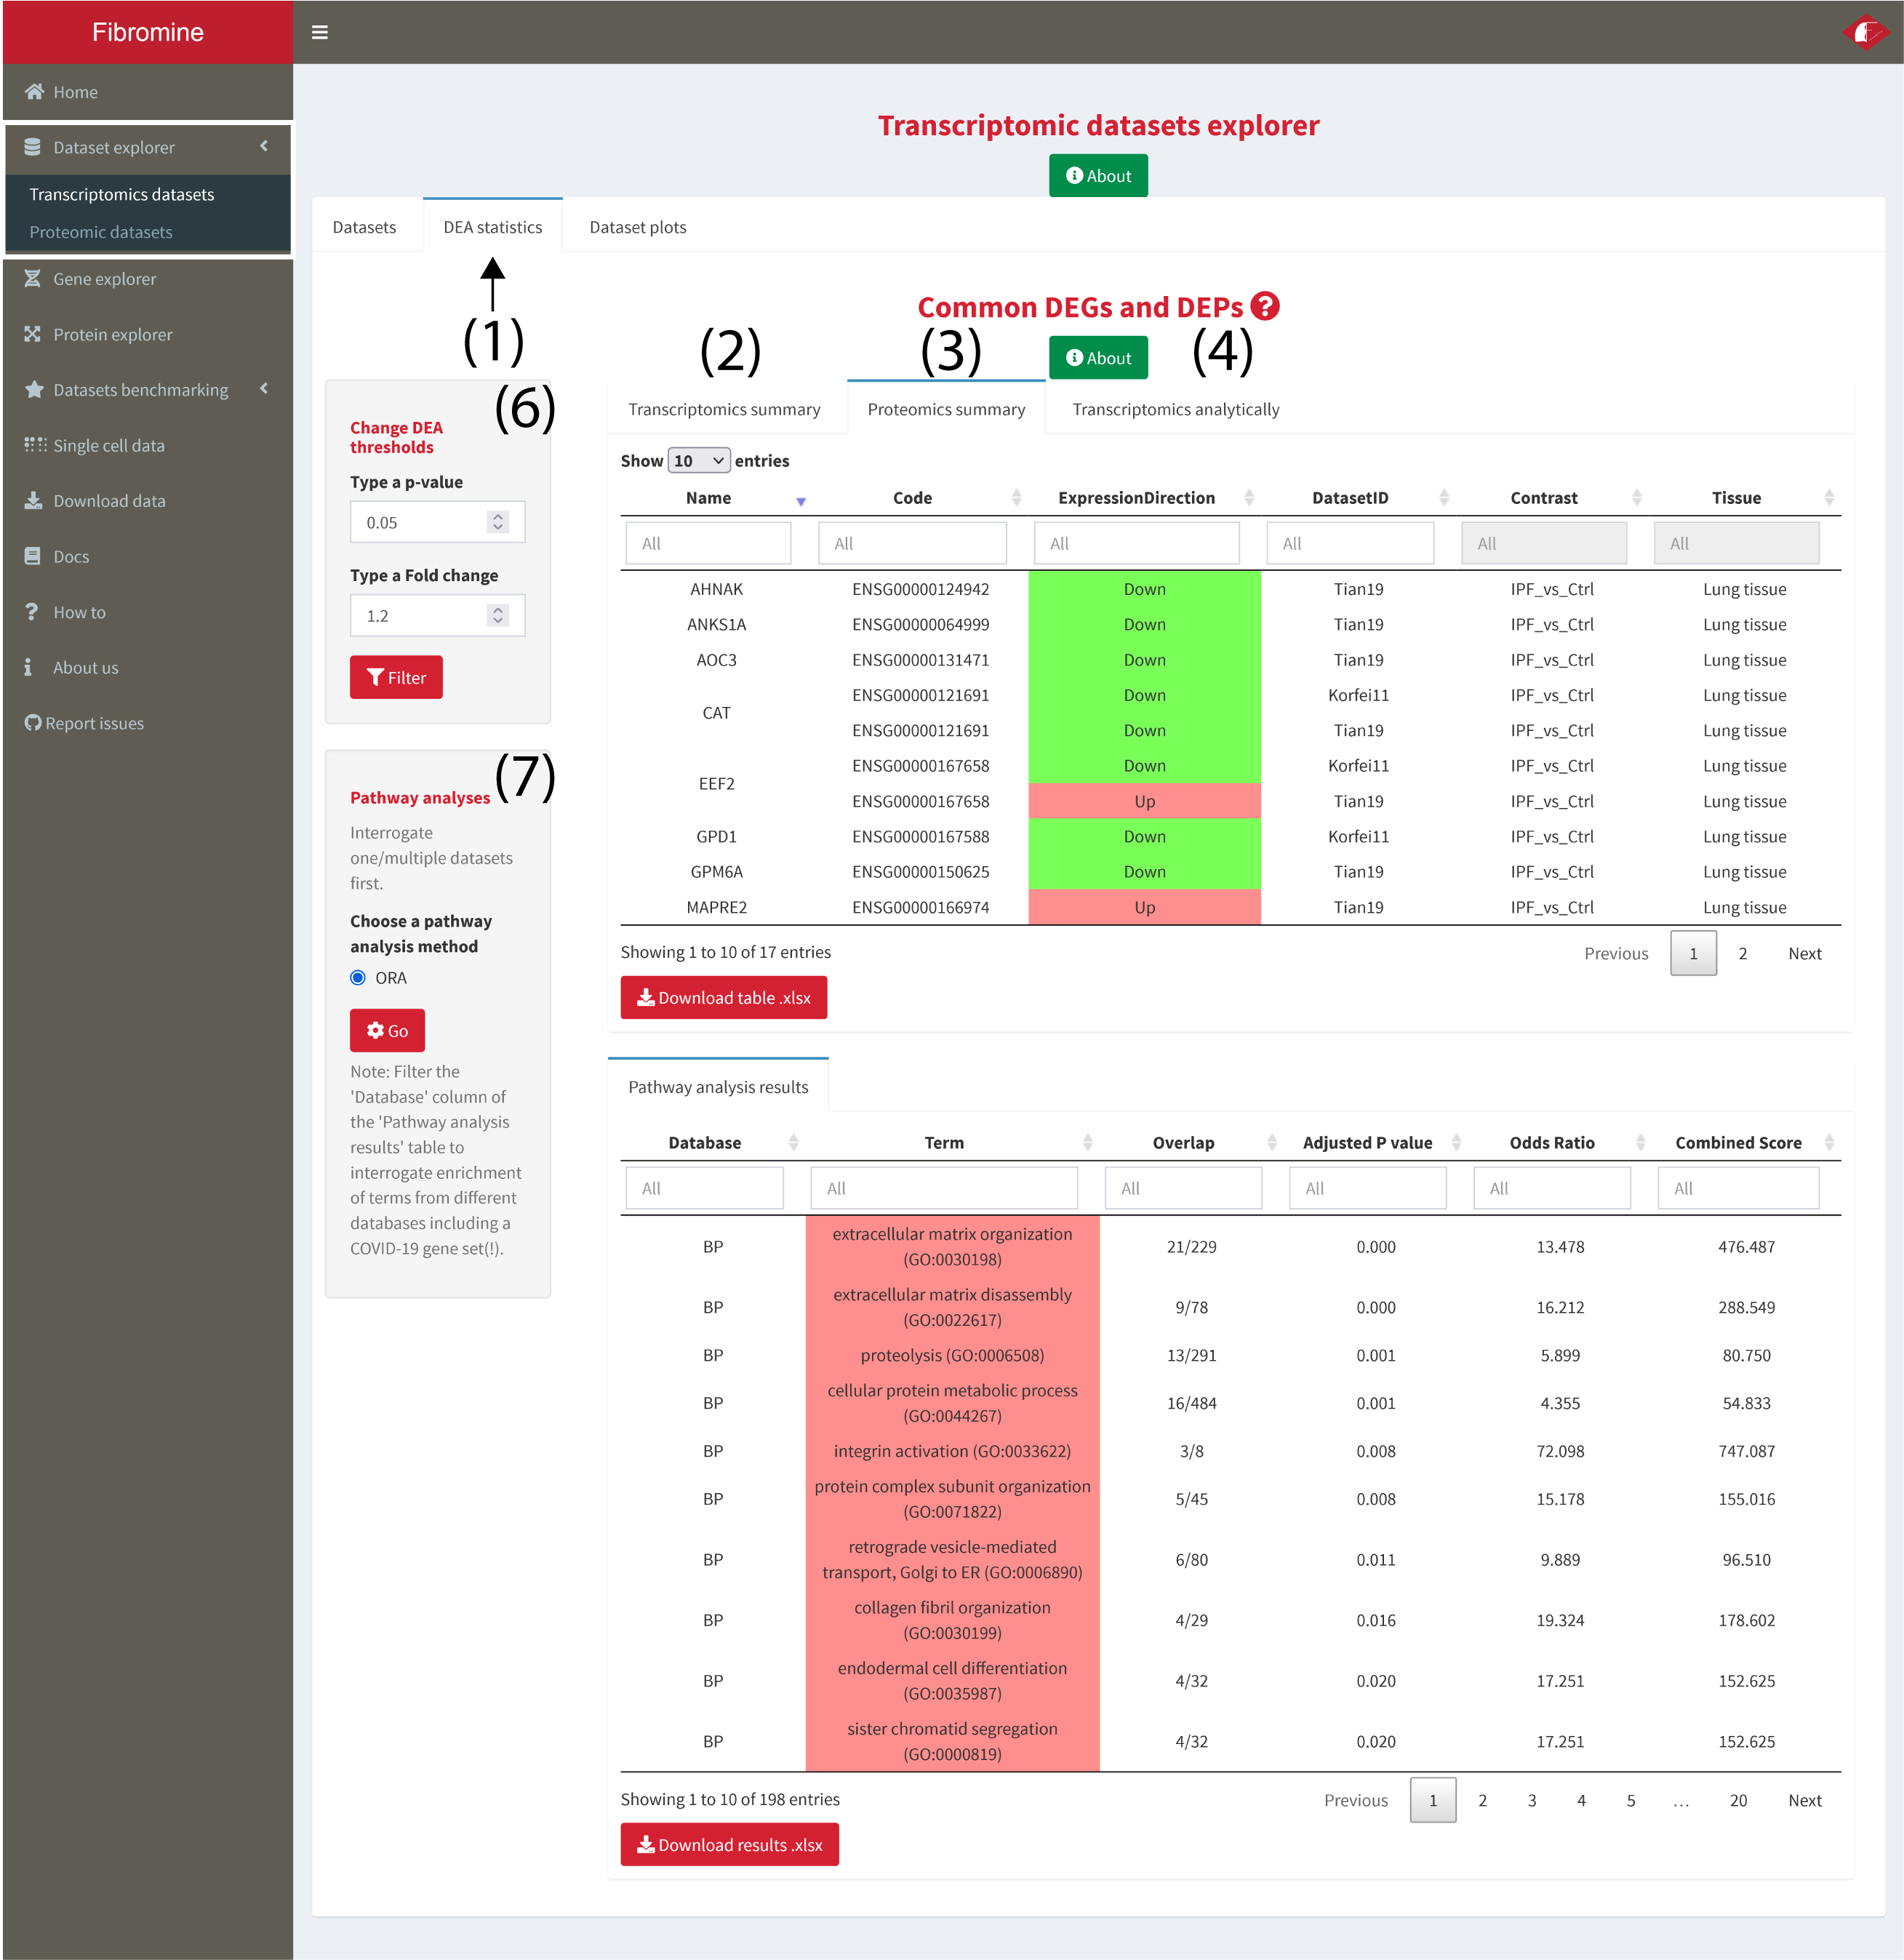 Fibromine
Home
Dataset explorer
Transcriptomics datasets
Proteomic datasets
Gene explorer
Protein explorer
Datasets benchmarking
Single cell data
Download data
Docs
How to
About us
Report issues
Transcriptomic datasets explorer
About
Datasets DEA statistics Dataset plots
(1)
Common DEGs and DEPs ?
(2) (3) About (4)
(6)
Change DEA
thresholds
Type a p-value
0.05
Type a Fold change
1.2
Filter
(7)
Pathway analyses
Interrogate
one/multiple datasets
first.
Choose a pathway
analysis method
ORA
Go
Note: Filter the
'Database' column of
the 'Pathway analysis
results' table to
interrogate enrichment
of terms from different
databases including a
COVID-19 gene set(!).
Transcriptomics summary Proteomics summary Transcriptomics analytically
Show 10 entries
Name Code ExpressionDirection DatasetID Contrast Tissue
All All All All All All
AHNAK ENSG00000124942 Down Tian19 IPF_vs_Ctrl Lung tissue
ANKS1A ENSG00000064999 Down Tian19 IPF_vs_Ctrl Lung tissue
AOC3 ENSG00000131471 Down Tian19 IPF_vs_Ctrl Lung tissue
CAT ENSG00000121691 Down Korfei11 IPF_vs_Ctrl Lung tissue
ENSG00000121691 Down Tian19 IPF_vs_Ctrl Lung tissue
EEF2 ENSG00000167658 Down Korfei11 IPF_vs_Ctrl Lung tissue
ENSG00000167658 Up Tian19 IPF_vs_Ctrl Lung tissue
GPD1 ENSG00000167588 Down Korfei11 IPF_vs_Ctrl Lung tissue
GPM6A ENSG00000150625 Down Tian19 IPF_vs_Ctrl Lung tissue
MAPRE2 ENSG00000166974 Up Tian19 IPF_vs_Ctrl Lung tissue
Showing 1 to 10 of 17 entries Previous 1 2 Next
Download table .xlsx
Pathway analysis results
Database Term Overlap Adjusted P value Odds Ratio Combined Score
All All All All All All
BP extracellular matrix organization (GO:0030198) 21/229 0.000 13.478 476.487
BP extracellular matrix disassembly (GO:0022617) 9/78 0.000 16.212 288.549
BP proteolysis (GO:0006508) 13/291 0.001 5.899 80.750
BP cellular protein metabolic process (GO:0044267) 16/484 0.001 4.355 54.833
BP integrin activation (GO:0033622) 3/8 0.008 72.098 747.087
BP protein complex subunit organization (GO:0071822) 5/45 0.008 15.178 155.016
BP retrograde vesicle-mediated transport, Golgi to ER (GO:0006890) 6/80 0.011 9.889 96.510
BP collagen fibril organization (GO:0030199) 4/29 0.016 19.324 178.602
BP endodermal cell differentiation (GO:0035987) 4/32 0.020 17.251 152.625
BP sister chromatid segregation (GO:0000819) 4/32 0.020 17.251 152.625
Showing 1 to 10 of 198 entries Previous 1 2 3 4 5 … 20 Next
Download results .xlsx